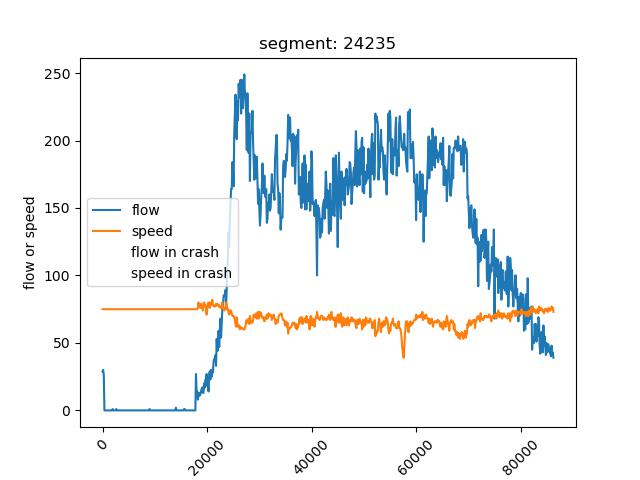 segment: 24235
250
200
150
100
50
0
flow or speed
flow
speed
flow in crash
speed in crash
0
20000
40000
60000
80000